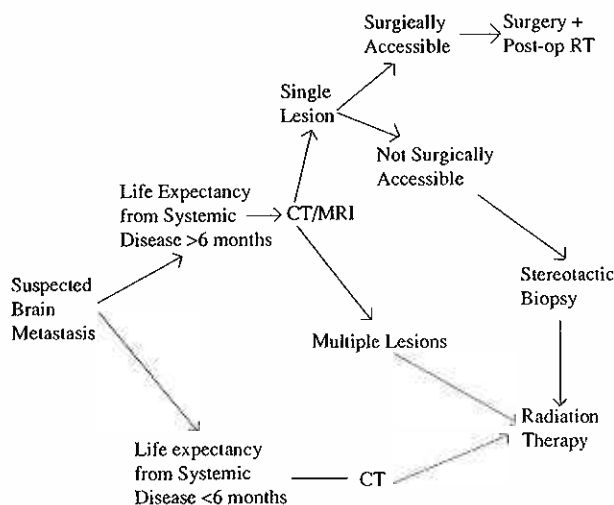 Surgically
Accessible
Surgery +
Post-op RT
Single
Lesion
Not Surgically
Accessible
Life Expectancy
from Systemic
Disease >6 months
CT/MRI
Suspected
Brain
Metastasis
Stereotactic
Biopsy
Multiple Lesions
Radiation
Therapy
Life expectancy
from Systemic
Disease <6 months
CT